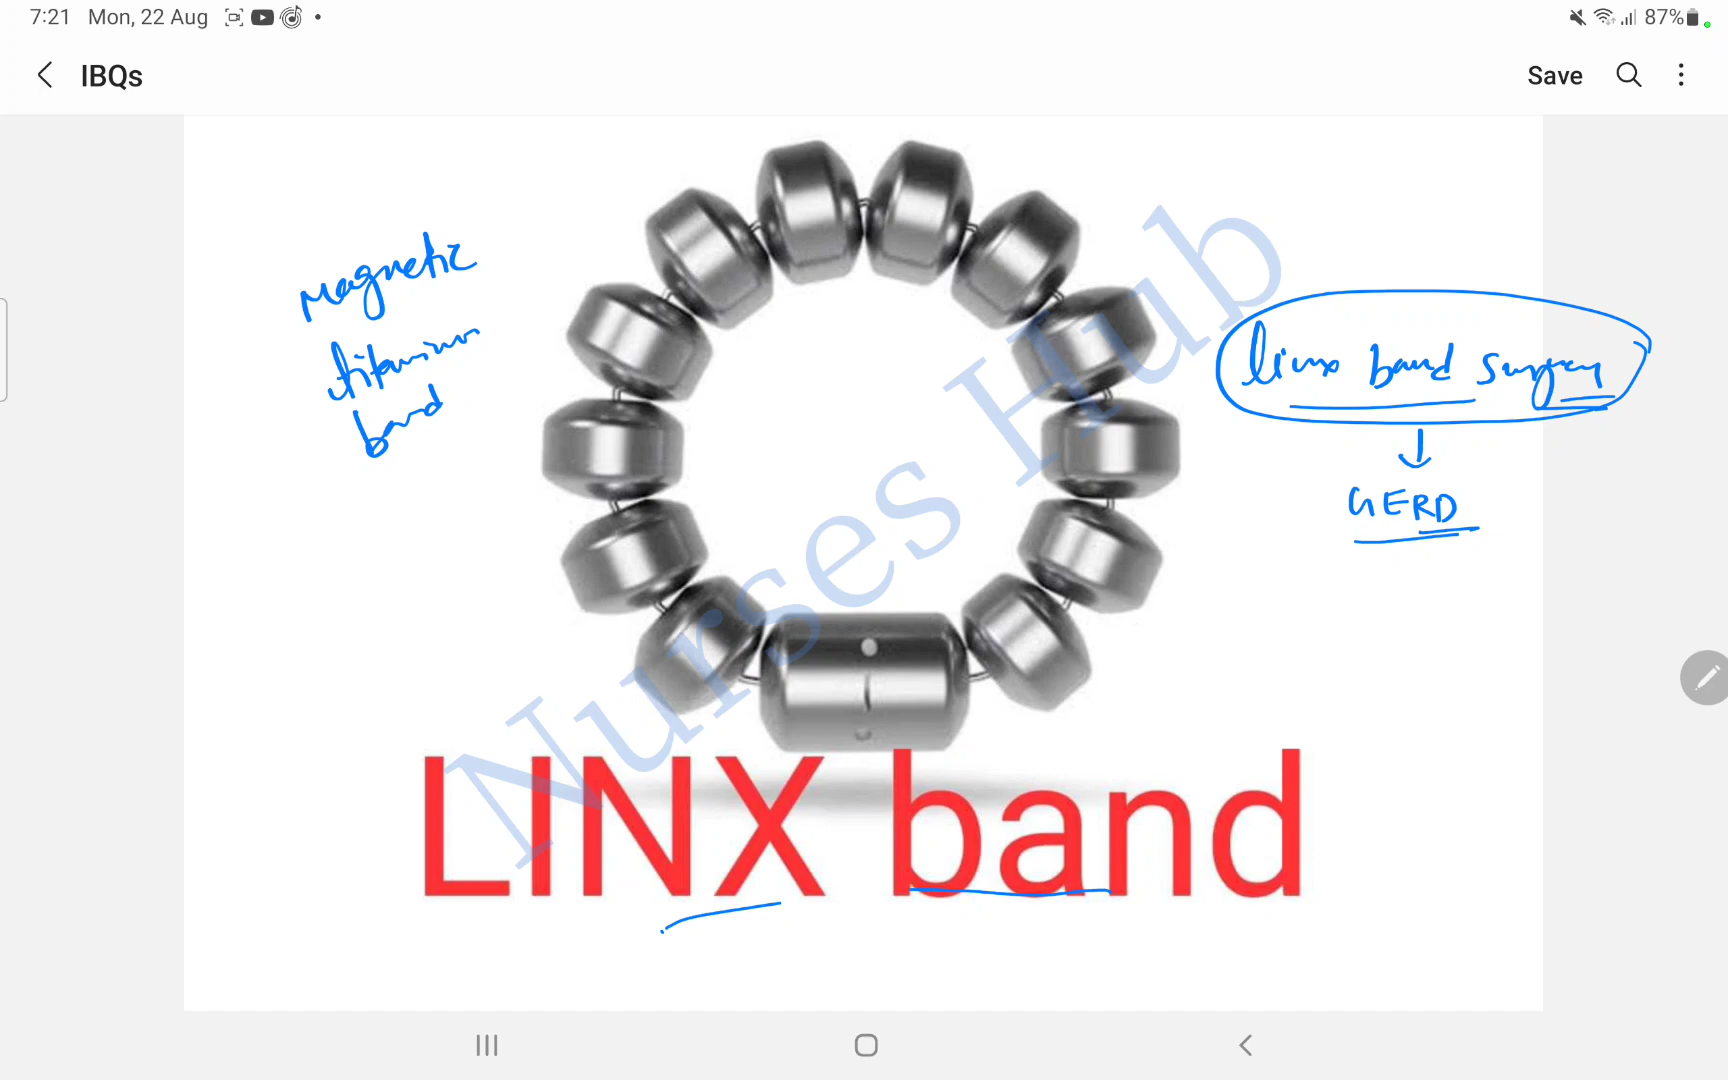 7:21 Mon, 22 Aug
87%
IBQs
Save
Magnetic
titanium
band
linx band surgery
GERD
Nurses Hub
LINX band